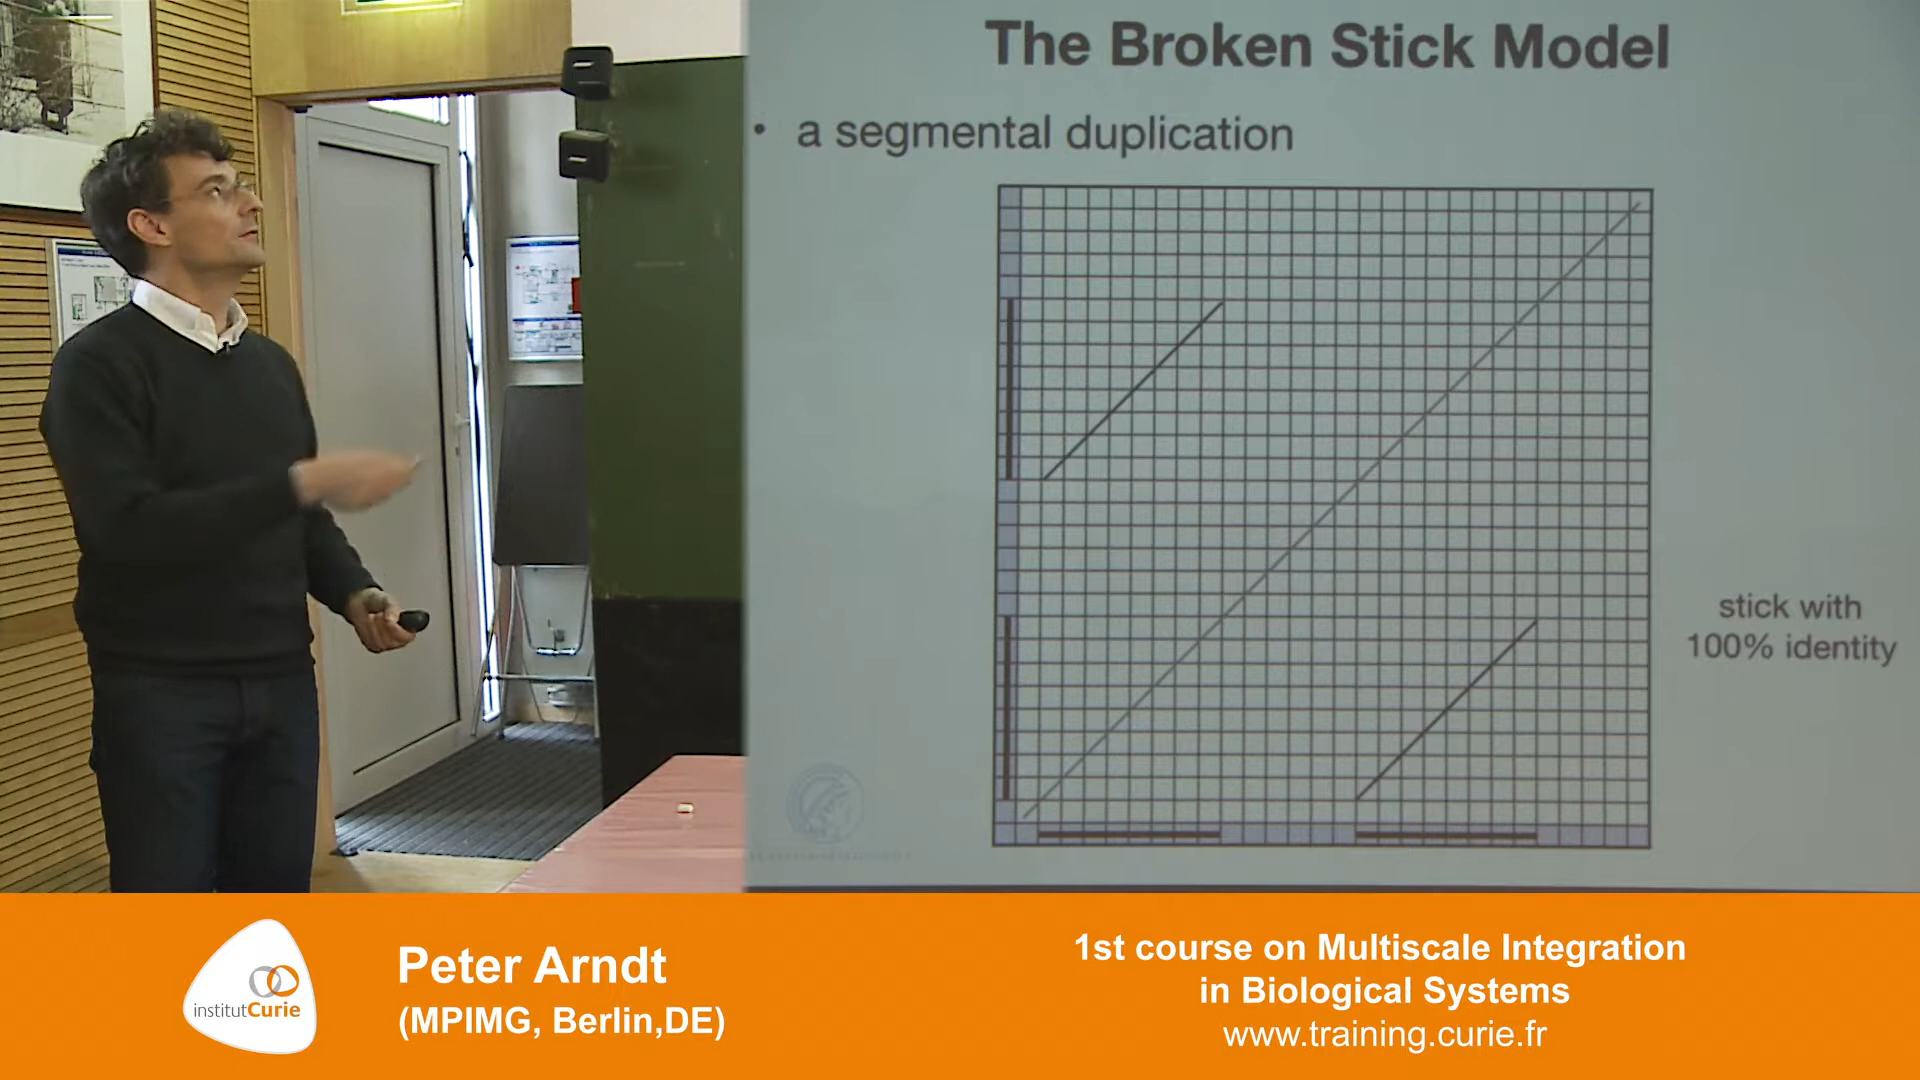 The Broken Stick Model
• a segmental duplication
stick with
100% identity
institutCurie
Peter Arndt
(MPIMG, Berlin,DE)
1st course on Multiscale Integration
in Biological Systems
www.training.curie.fr